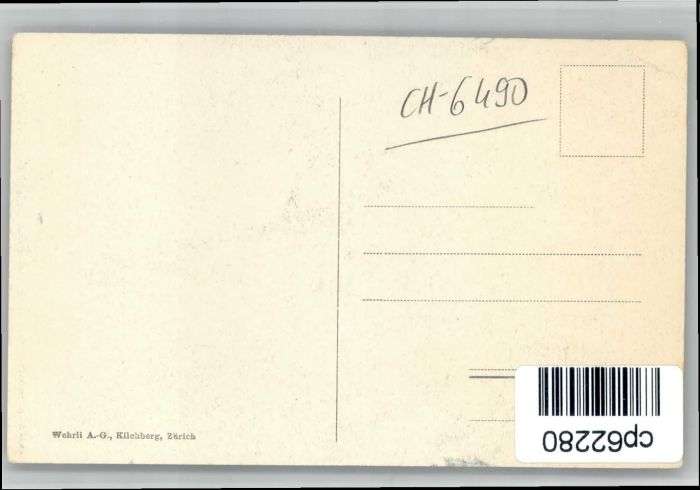 CH-6490
Wehrli A.-G., Kilchberg, Zürich
cp62280